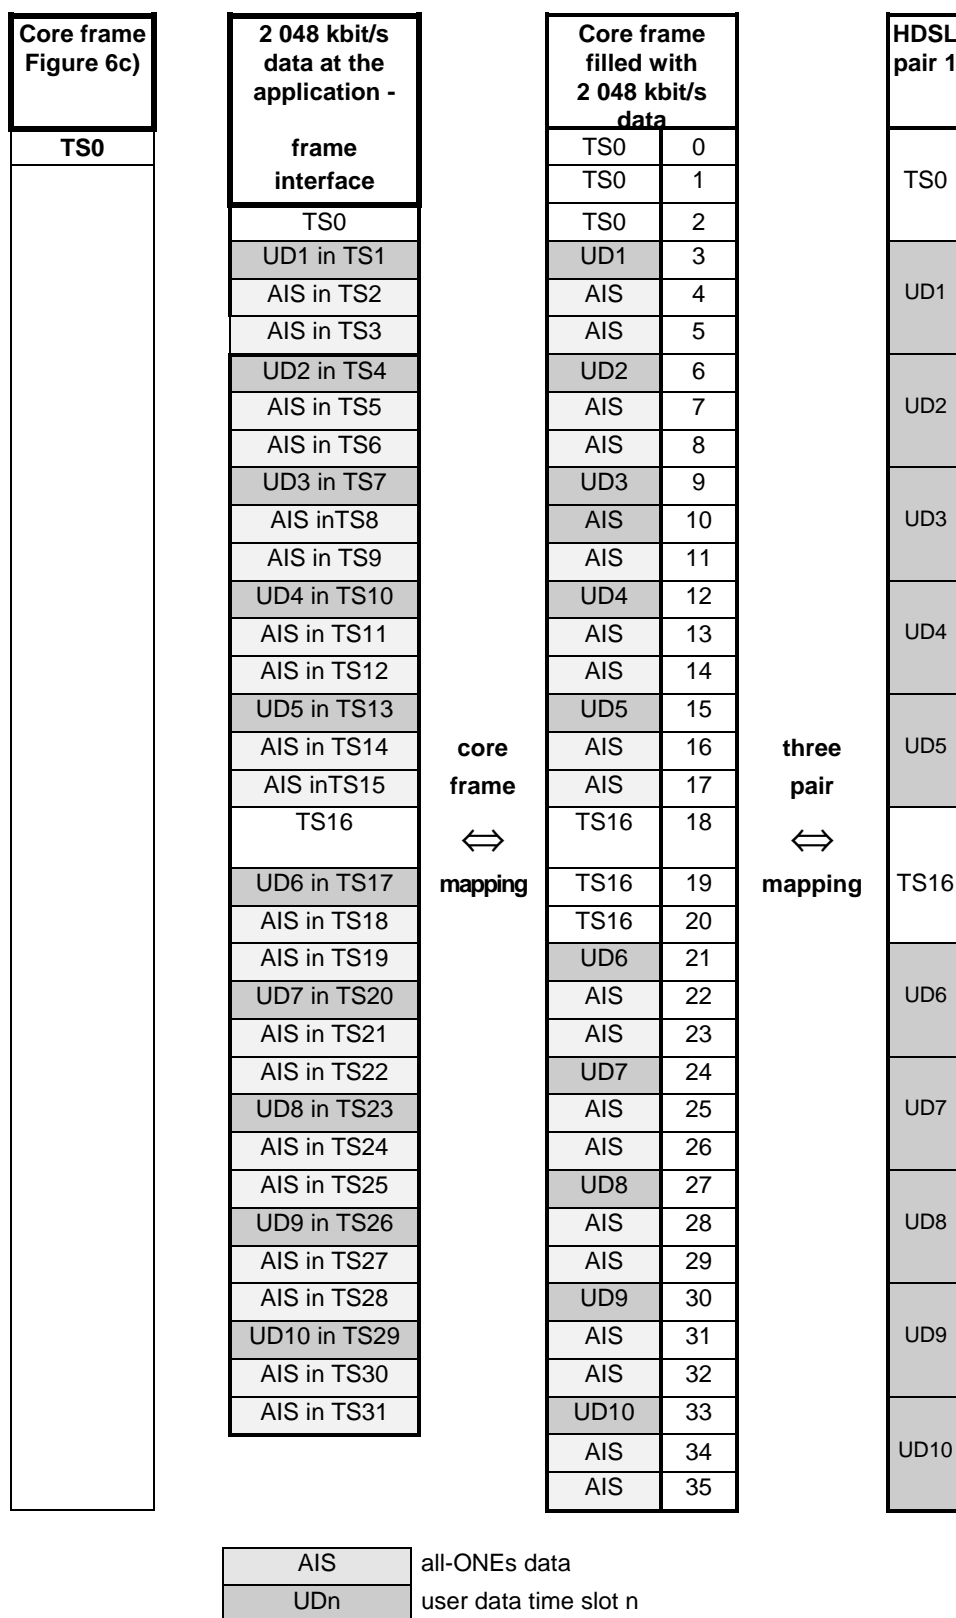 Core frame
Figure 6c)
2 048 kbit/s
data at the
application -
frame
interface
Core frame
filled with
2 048 kbit/s
data
HDSL
pair 1
TS0
TS0 0
TS0 1
TS0
TS0 TS0 2
UD1 in TS1 UD1 3
AIS in TS2 AIS 4 UD1
AIS in TS3 AIS 5
UD2 in TS4 UD2 6
AIS in TS5 AIS 7 UD2
AIS in TS6 AIS 8
UD3 in TS7 UD3 9
AIS inTS8 AIS 10 UD3
AIS in TS9 AIS 11
UD4 in TS10 UD4 12
AIS in TS11 AIS 13 UD4
AIS in TS12 AIS 14
UD5 in TS13 UD5 15
AIS in TS14 core AIS 16 three UD5
AIS inTS15 frame AIS 17 pair
TS16 ⇔ TS16 18 ⇔
UD6 in TS17 mapping TS16 19 mapping TS16
AIS in TS18 TS16 20
AIS in TS19 UD6 21
UD7 in TS20 AIS 22 UD6
AIS in TS21 AIS 23
AIS in TS22 UD7 24
UD8 in TS23 AIS 25 UD7
AIS in TS24 AIS 26
AIS in TS25 UD8 27
UD9 in TS26 AIS 28 UD8
AIS in TS27 AIS 29
AIS in TS28 UD9 30
UD10 in TS29 AIS 31 UD9
AIS in TS30 AIS 32
AIS in TS31 UD10 33
AIS 34 UD10
AIS 35
AIS all-ONEs data
UDn user data time slot n